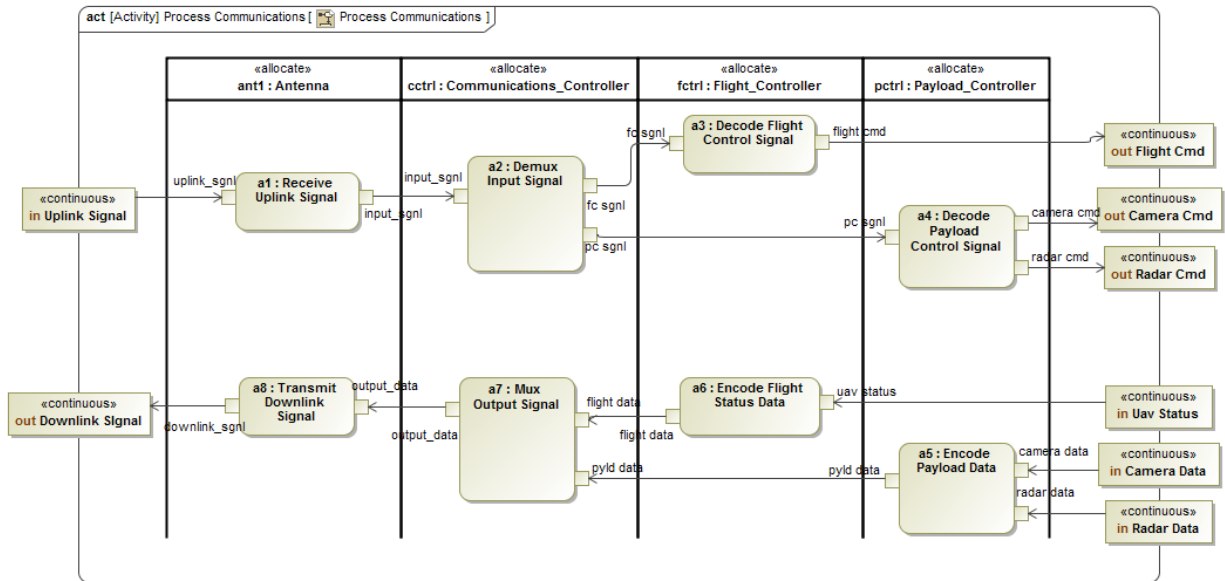 act [Activity] Process Communications [ Process Communications ]
«allocate»
ant1 : Antenna
«allocate»
cctrl : Communications_Controller
«allocate»
fctrl : Flight_Controller
«allocate»
pctrl : Payload_Controller
«continuous»
in Uplink Signal
uplink_sgnl
a1 : Receive
Uplink Signal
input_sgnl
input_sgnl
a2 : Demux
Input Signal
fc sgnl
pc sgnl
fc sgnl
a3 : Decode Flight
Control Signal
flight cmd
«continuous»
out Flight Cmd
pc sgnl
a4 : Decode
Payload
Control Signal
camera cmd
«continuous»
out Camera Cmd
radar cmd
«continuous»
out Radar Cmd
«continuous»
out Downlink SIgnal
downlink_sgnl
a8 : Transmit
Downlink
Signal
output_data
output_data
a7 : Mux
Output Signal
flight data
pyld data
flight data
a6 : Encode Flight
Status Data
uav status
«continuous»
in Uav Status
pyld data
a5 : Encode
Payload Data
camera data
«continuous»
in Camera Data
radar data
«continuous»
in Radar Data